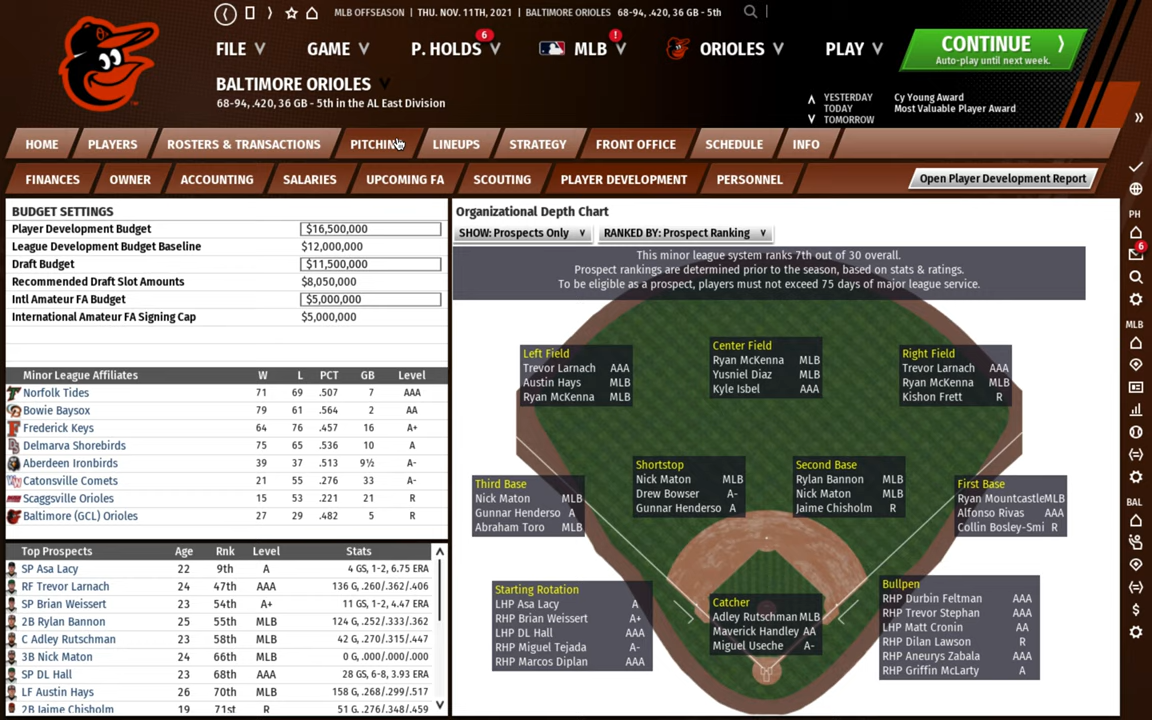 MLB OFFSEASON | THU. NOV. 11TH, 2021 | BALTIMORE ORIOLES 68-94, .420, 36 GB - 5th
FILE GAME P. HOLDS 6 MLB ! ORIOLES PLAY
CONTINUE
Auto-play until next week.
BALTIMORE ORIOLES
68-94, .420, 36 GB - 5th in the AL East Division
YESTERDAY
TODAY
TOMORROW
Cy Young Award
Most Valuable Player Award
HOME PLAYERS ROSTERS & TRANSACTIONS PITCHING LINEUPS STRATEGY FRONT OFFICE SCHEDULE INFO
FINANCES OWNER ACCOUNTING SALARIES UPCOMING FA SCOUTING PLAYER DEVELOPMENT PERSONNEL Open Player Development Report
BUDGET SETTINGS
Player Development Budget $16,500,000
League Development Budget Baseline $12,000,000
Draft Budget $11,500,000
Recommended Draft Slot Amounts $8,050,000
Intl Amateur FA Budget $5,000,000
International Amateur FA Signing Cap $5,000,000
Minor League Affiliates W L PCT GB Level
Norfolk Tides 71 69 .507 7 AAA
Bowie Baysox 79 61 .564 2 AA
Frederick Keys 64 76 .457 16 A+
Delmarva Shorebirds 75 65 .536 10 A
Aberdeen Ironbirds 39 37 .513 9½ A-
Catonsville Comets 21 55 .276 33 A-
Scaggsville Orioles 15 53 .221 21 R
Baltimore (GCL) Orioles 27 29 .482 5 R
Top Prospects Age Rnk Level Stats
SP Asa Lacy 22 9th A 4 GS, 1-2, 6.75 ERA
RF Trevor Larnach 24 47th AAA 136 G, .260/.362/.406
SP Brian Weissert 23 54th A+ 11 GS, 1-2, 4.47 ERA
2B Rylan Bannon 25 55th MLB 124 G, .252/.333/.362
C Adley Rutschman 23 58th MLB 42 G, .270/.315/.447
3B Nick Maton 24 66th MLB 0 G, .000/.000/.000
SP DL Hall 23 68th AAA 28 GS, 6-8, 3.93 ERA
LF Austin Hays 26 70th MLB 158 G, .268/.299/.517
2B Jaime Chisholm 19 71st R 51 G, .276/.348/.459
Organizational Depth Chart
SHOW: Prospects Only RANKED BY: Prospect Ranking
This minor league system ranks 7th out of 30 overall.
Prospect rankings are determined prior to the season, based on stats & ratings.
To be eligible as a prospect, players must not exceed 75 days of major league service.
Left Field
Trevor Larnach AAA
Austin Hays MLB
Ryan McKenna MLB
Center Field
Ryan McKenna MLB
Yusniel Diaz MLB
Kyle Isbel AAA
Right Field
Trevor Larnach AAA
Ryan McKenna MLB
Kishon Frett R
Third Base
Nick Maton MLB
Gunnar Henderso A
Abraham Toro MLB
Shortstop
Nick Maton MLB
Drew Bowser A-
Gunnar Henderso A
Second Base
Rylan Bannon MLB
Nick Maton MLB
Jaime Chisholm R
First Base
Ryan Mountcastle MLB
Alfonso Rivas AAA
Collin Bosley-Smi R
Starting Rotation
LHP Asa Lacy A
RHP Brian Weissert A+
LHP DL Hall AAA
RHP Miguel Tejada A-
RHP Marcos Diplan AAA
Catcher
Adley Rutschman MLB
Maverick Handley AA
Miguel Useche A-
Bullpen
RHP Durbin Feltman AAA
RHP Trevor Stephan AAA
LHP Matt Cronin AA
RHP Dilan Lawson R
RHP Aneurys Zabala AAA
RHP Griffin McLarty A
PH
6
MLB
BAL